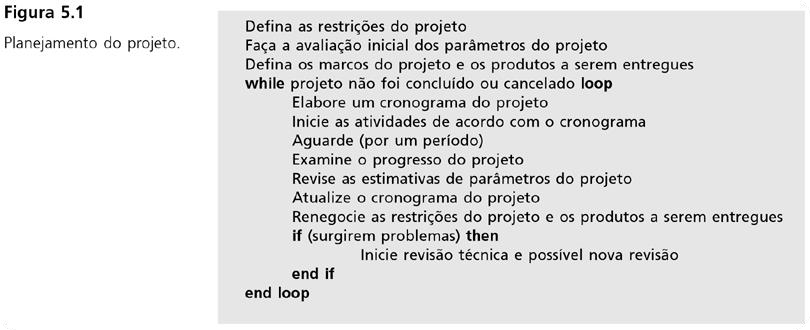 Figura 5.1
Planejamento do projeto.
Defina as restrições do projeto
Faça a avaliação inicial dos parâmetros do projeto
Defina os marcos do projeto e os produtos a serem entregues
while projeto não foi concluído ou cancelado loop
Elabore um cronograma do projeto
Inicie as atividades de acordo com o cronograma
Aguarde (por um período)
Examine o progresso do projeto
Revise as estimativas de parâmetros do projeto
Atualize o cronograma do projeto
Renegocie as restrições do projeto e os produtos a serem entregues
if (surgirem problemas) then
Inicie revisão técnica e possível nova revisão
end if
end loop